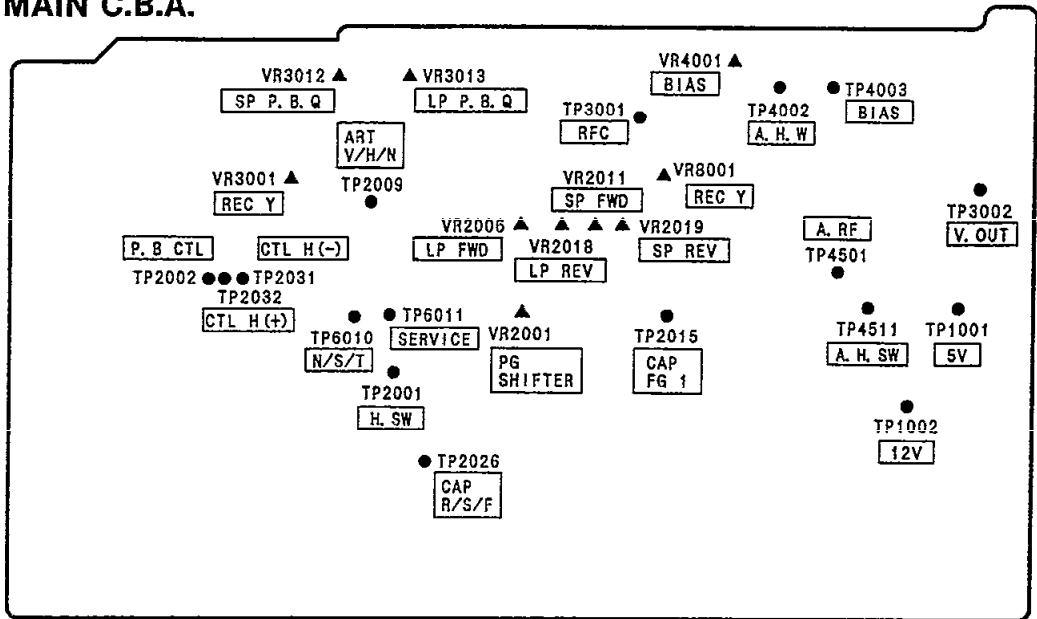 MAIN C.B.A.
VR3012
SP P.B.Q
VR3013
LP P.B.Q
VR4001
BIAS
TP3001
RFC
TP4002
A.H.W
TP4003
BIAS
ART
V/H/N
TP2009
VR3001
REC Y
VR2011
SP FWD
VR8001
REC Y
TP3002
V.OUT
P.B CTL
CTL H(-)
VR2006
LP FWD
VR2018
LP REV
VR2019
SP REV
A.RF
TP4501
TP2002
TP2031
TP2032
CTL H(+)
TP6010
N/S/T
TP6011
SERVICE
VR2001
PG
SHIFTER
TP2015
CAP
FG 1
TP4511
A.H.SW
TP1001
5V
TP2001
H.SW
TP1002
12V
TP2026
CAP
R/S/F